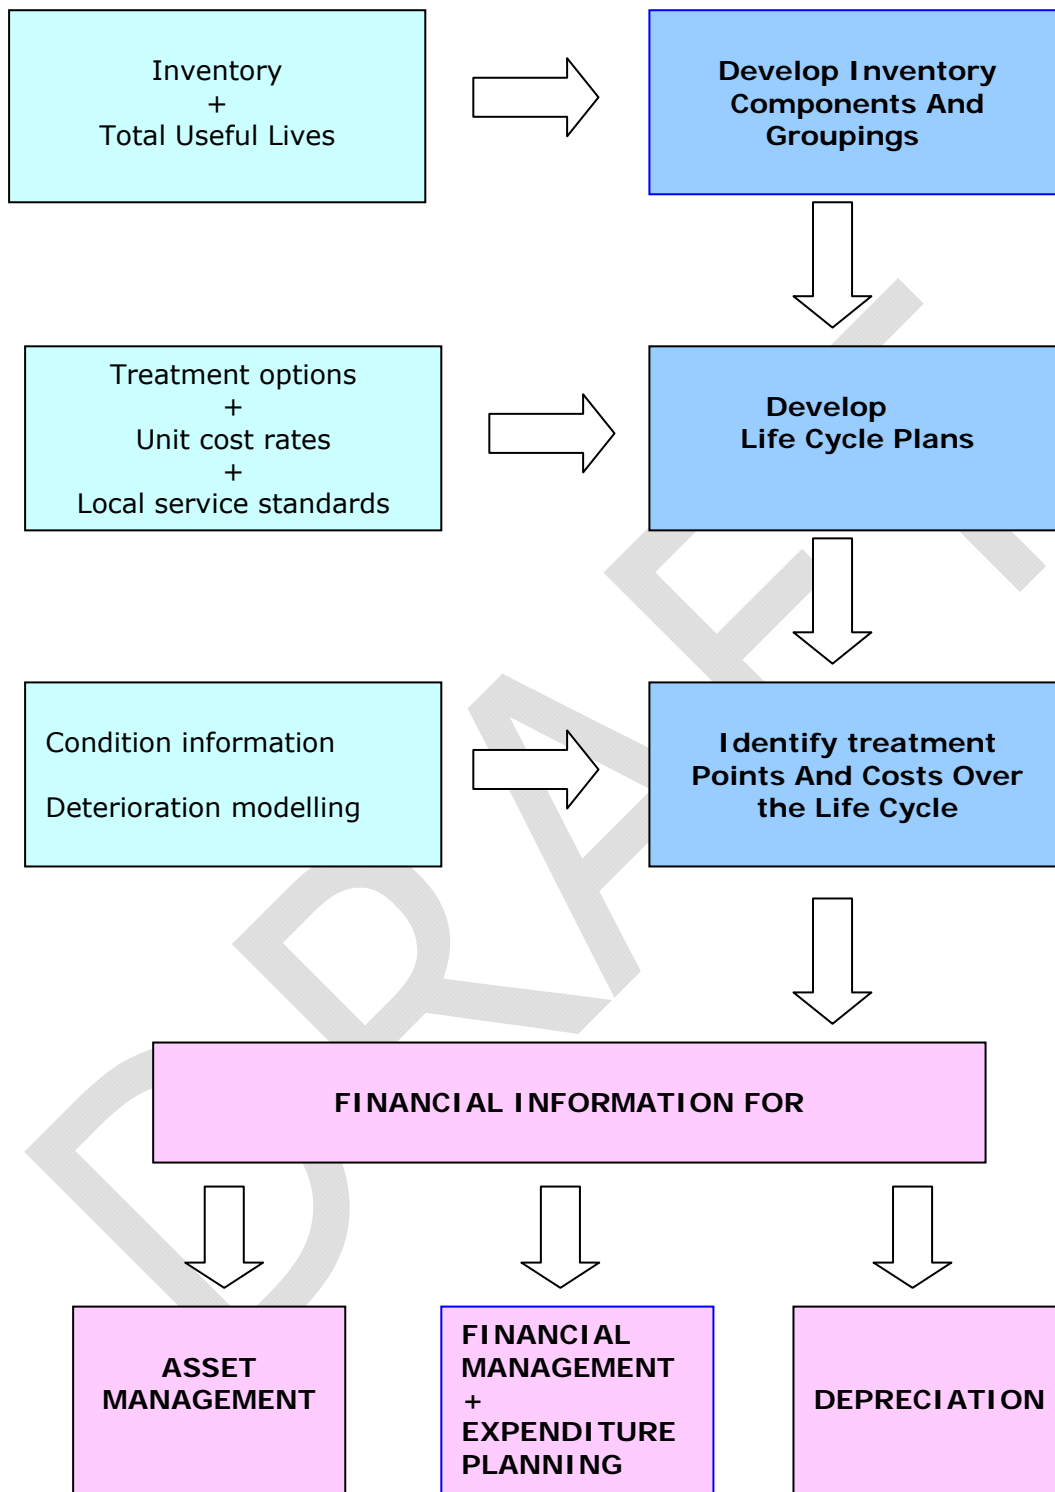 Inventory
+
Total Useful Lives
Develop Inventory
Components And
Groupings
Treatment options
+
Unit cost rates
+
Local service standards
Develop
Life Cycle Plans
Condition information
Deterioration modelling
Identify treatment
Points And Costs Over
the Life Cycle
FINANCIAL INFORMATION FOR
ASSET
MANAGEMENT
FINANCIAL
MANAGEMENT
+
EXPENDITURE
PLANNING
DEPRECIATION
DRAFT